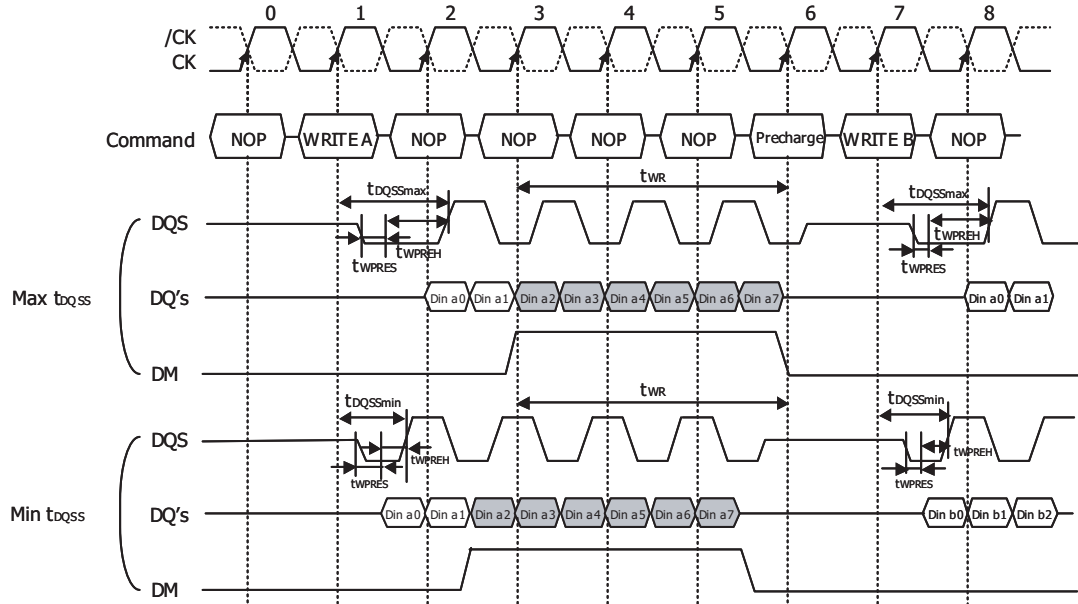 0 1 2 3 4 5 6 7 8
/CK
CK
Command NOP WRITE A NOP NOP NOP NOP Precharge WRITE B NOP
tDQSSmax tWR tDQSSmax
DQS
tWPREH tWPREH
tWPRES tWPRES
Max tDQSS DQ's Din a0 Din a1 Din a2 Din a3 Din a4 Din a5 Din a6 Din a7 Din a0 Din a1
DM
tDQSSmin tWR tDQSSmin
DQS
tWPREH tWPREH
tWPRES tWPRES
Min tDQSS DQ's Din a0 Din a1 Din a2 Din a3 Din a4 Din a5 Din a6 Din a7 Din b0 Din b1 Din b2
DM